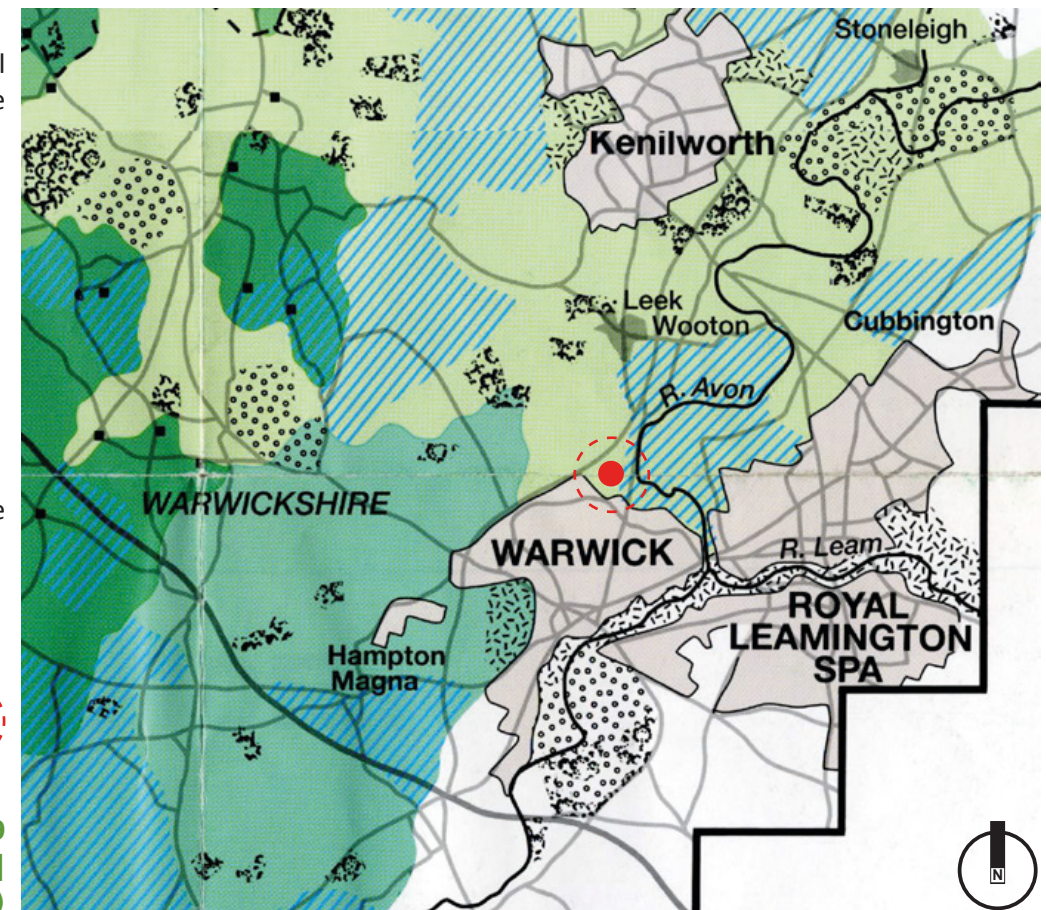 Stoneleigh
Kenilworth
Leek
Wooton
Cubbington
R. Avon
WARWICKSHIRE
WARWICK
R. Leam
ROYAL
LEAMINGTON
SPA
Hampton
Magna
N